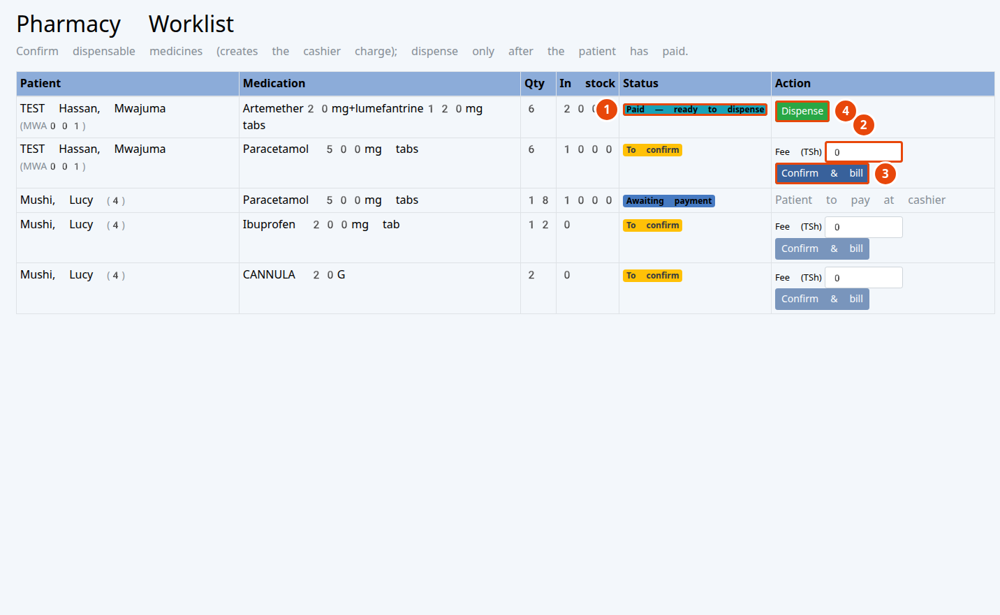 Pharmacy Worklist
Confirm dispensable medicines (creates the cashier charge); dispense only after the patient has paid.
Patient Medication Qty In stock Status Action
TEST Hassan, Mwajuma Artemether 20mg+lumefantrine 120mg 6 1 Paid — ready to dispense Dispense 4
(MWA001) tabs 2
TEST Hassan, Mwajuma Paracetamol 500mg tabs 6 1000 To confirm Fee (TSh) 0
(MWA001) Confirm & bill 3
Mushi, Lucy (4) Paracetamol 500mg tabs 18 1000 Awaiting payment Patient to pay at cashier
Mushi, Lucy (4) Ibuprofen 200mg tab 12 0 To confirm Fee (TSh) 0
Confirm & bill
Mushi, Lucy (4) CANNULA 20G 2 0 To confirm Fee (TSh) 0
Confirm & bill